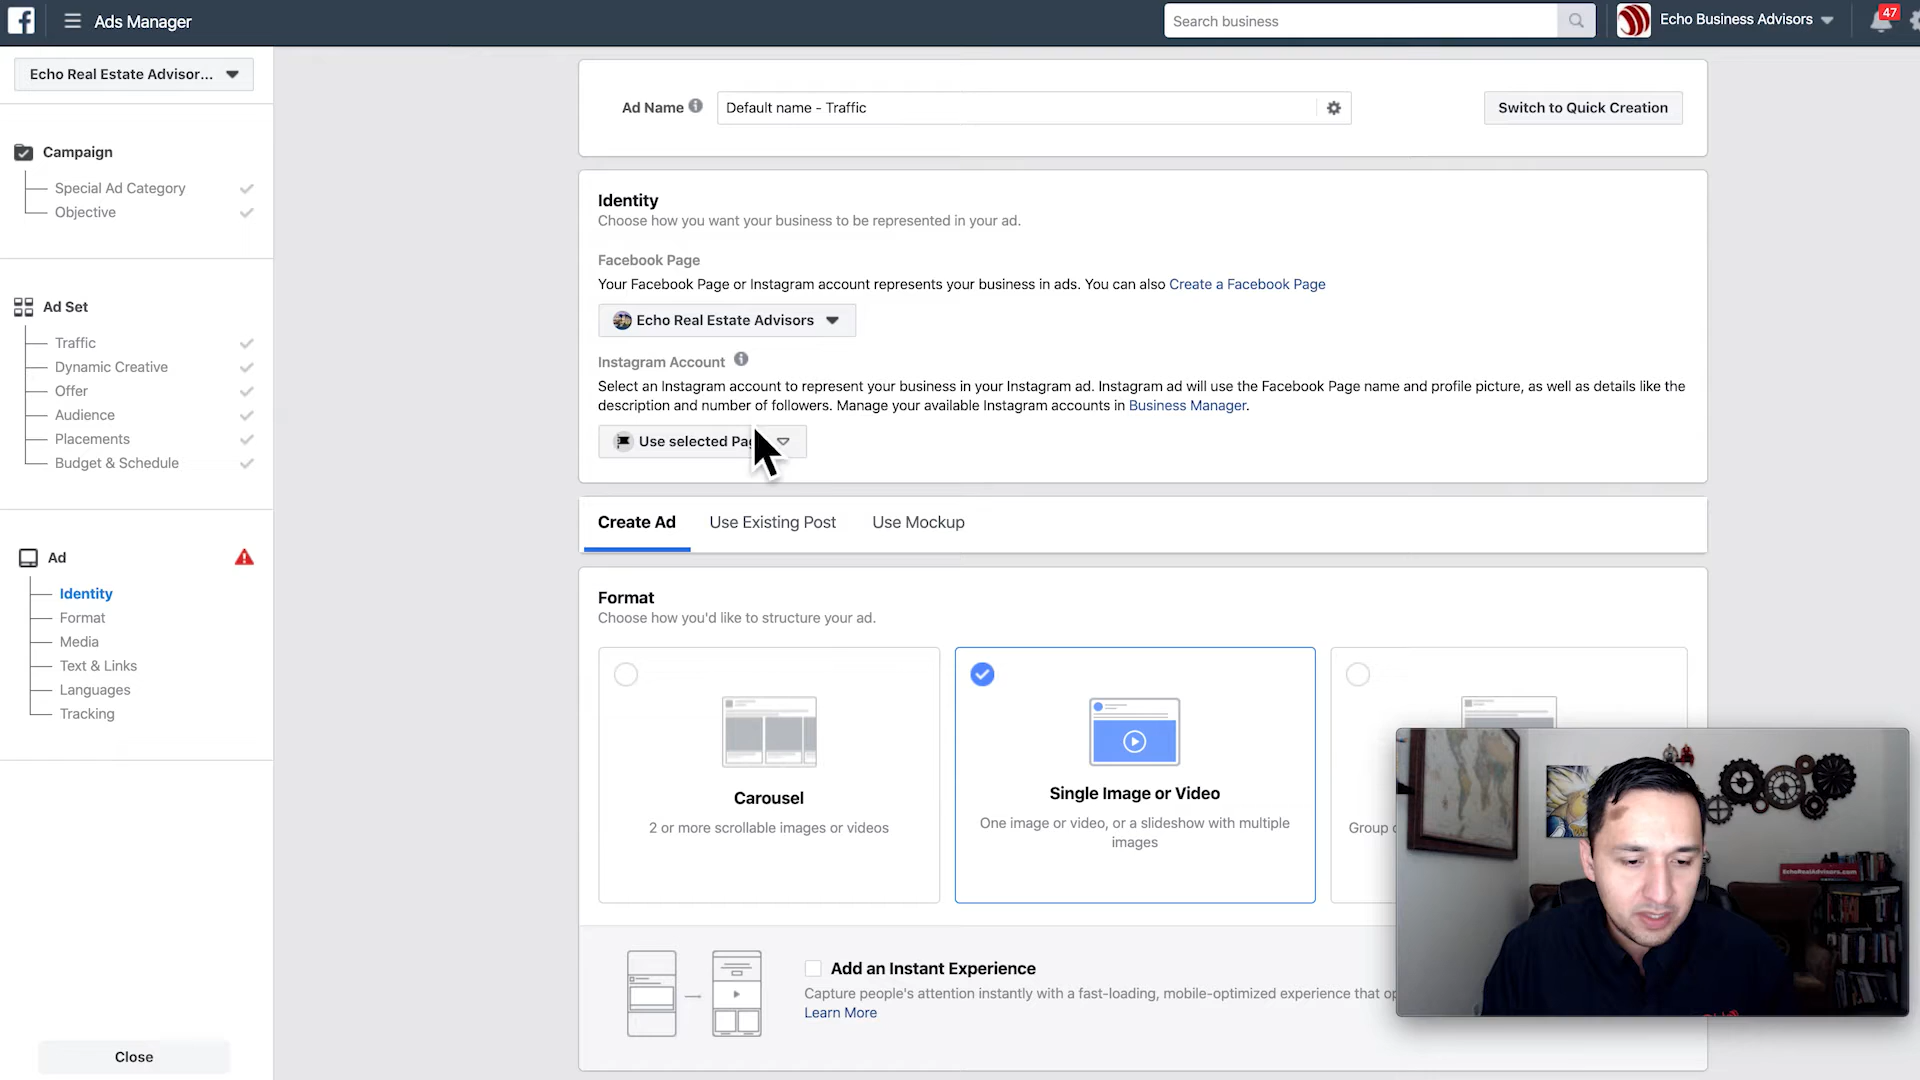 Ads Manager
Search business
Echo Business Advisors
47
Echo Real Estate Advisor...
Campaign
Special Ad Category
Objective
Ad Set
Traffic
Dynamic Creative
Offer
Audience
Placements
Budget & Schedule
Ad
Identity
Format
Media
Text & Links
Languages
Tracking
Close
Ad Name
Default name - Traffic
Switch to Quick Creation
Identity
Choose how you want your business to be represented in your ad.
Facebook Page
Your Facebook Page or Instagram account represents your business in ads. You can also Create a Facebook Page
Echo Real Estate Advisors
Instagram Account
Select an Instagram account to represent your business in your Instagram ad. Instagram ad will use the Facebook Page name and profile picture, as well as details like the
description and number of followers. Manage your available Instagram accounts in Business Manager.
Use selected
Create Ad
Use Existing Post
Use Mockup
Format
Choose how you'd like to structure your ad.
Carousel
2 or more scrollable images or videos
Single Image or Video
One image or video, or a slideshow with multiple
images
Group
Add an Instant Experience
Capture people's attention instantly with a fast-loading, mobile-optimized experience that
Learn More
EchoRealAdvisors.com